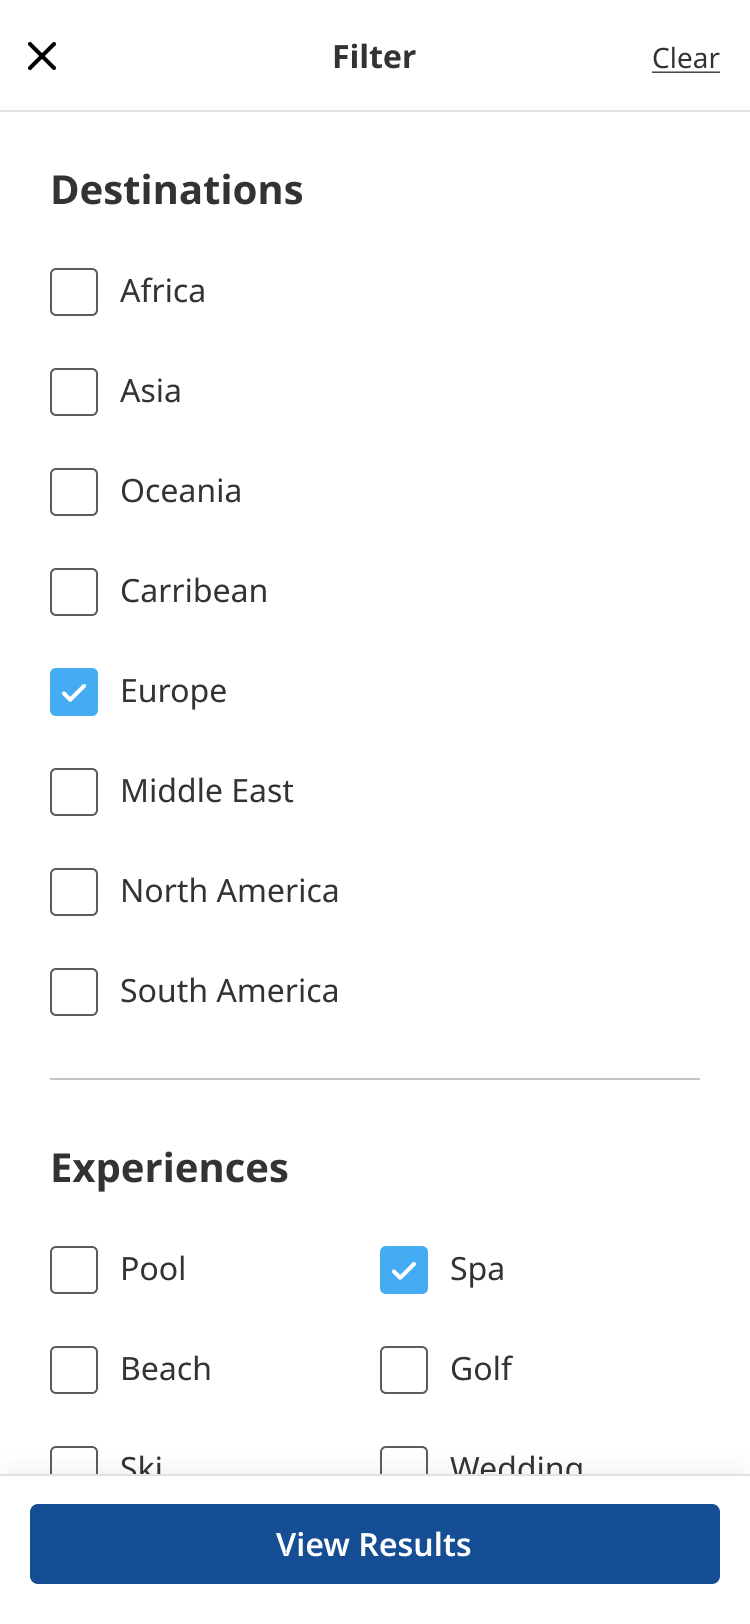 Filter
Clear
Destinations
Africa
Asia
Oceania
Carribean
Europe
Middle East
North America
South America
Experiences
Pool
Spa
Beach
Golf
Ski
Wedding
View Results